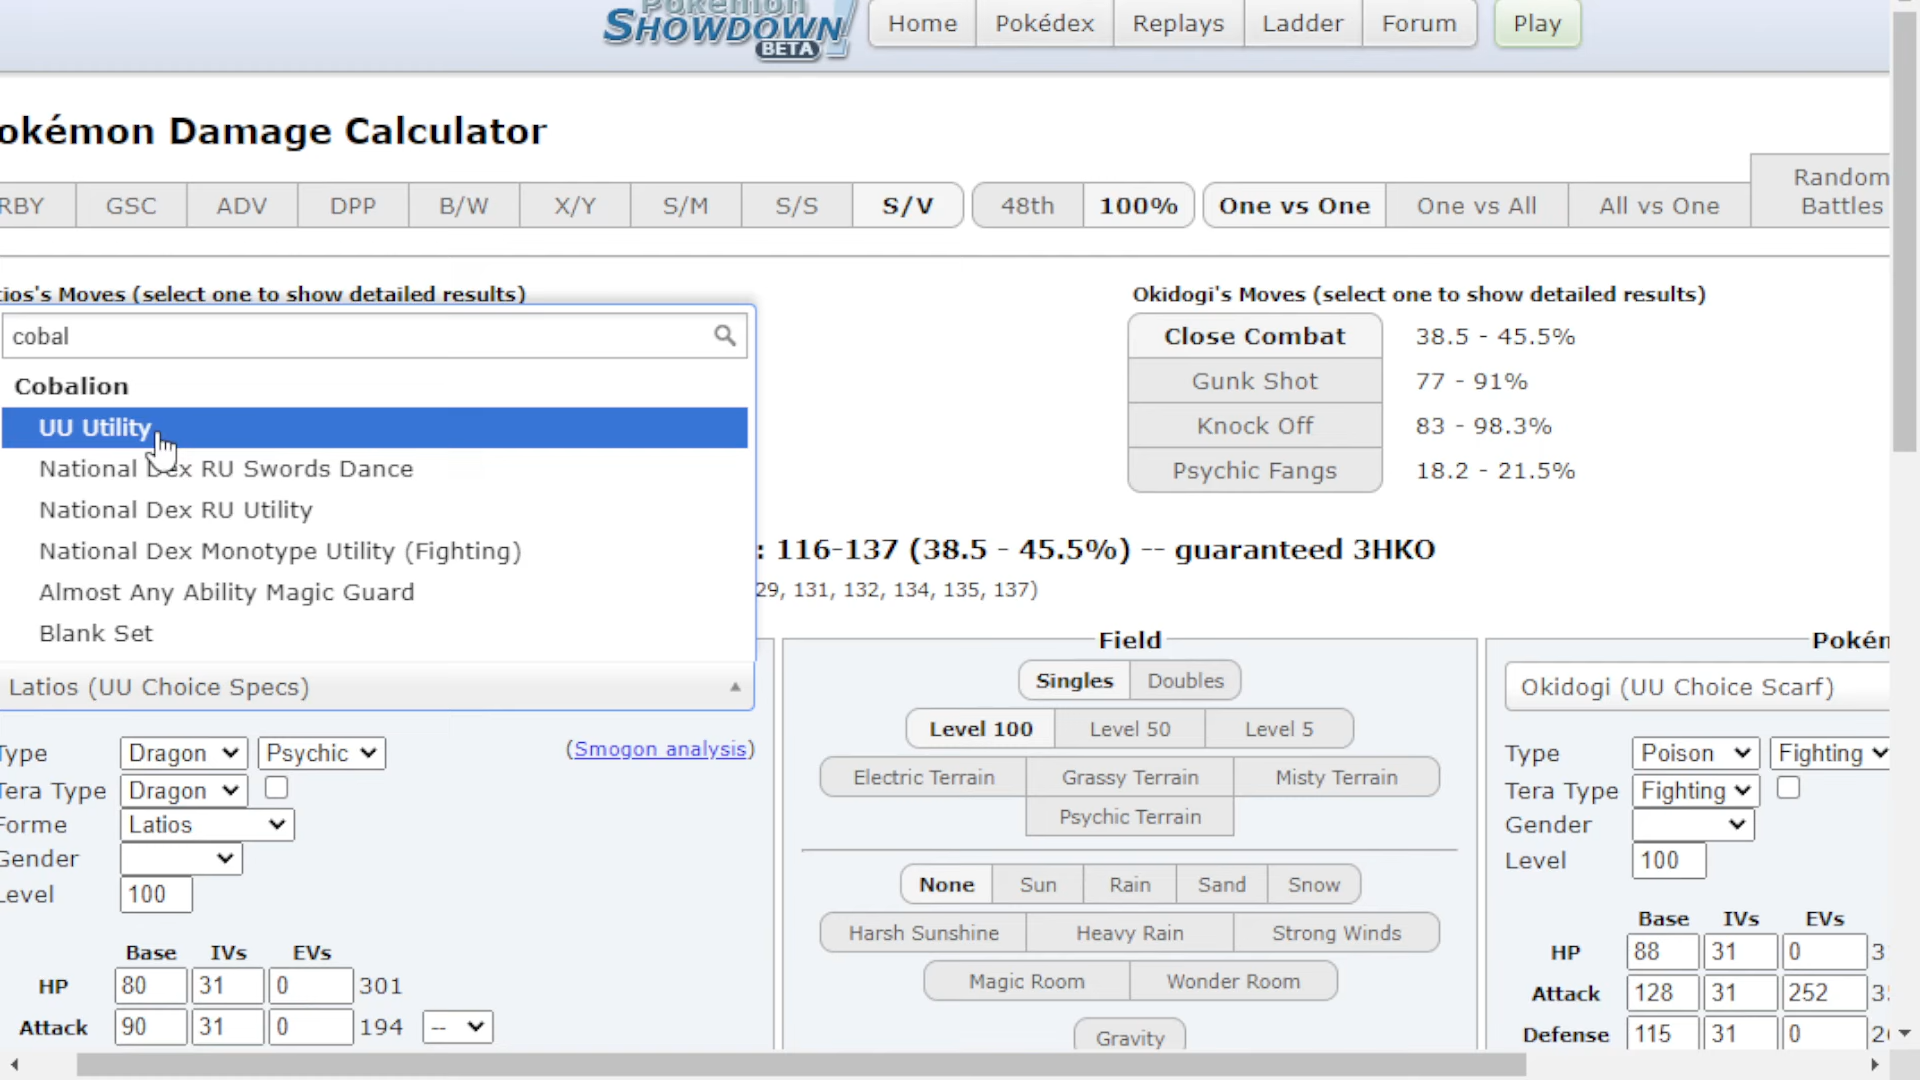 Pokémon
SHOWDOWN!
BETA
Home Pokédex Replays Ladder Forum Play
okémon Damage Calculator
RBY GSC ADV DPP B/W X/Y S/M S/S S/V 48th 100% One vs One One vs All All vs One Random Battles
ios's Moves (select one to show detailed results)
Okidogi's Moves (select one to show detailed results)
cobal
Close Combat 38.5 - 45.5%
Cobalion
Gunk Shot 77 - 91%
UU Utility
Knock Off 83 - 98.3%
National Dex RU Swords Dance
Psychic Fangs 18.2 - 21.5%
National Dex RU Utility
National Dex Monotype Utility (Fighting)
: 116-137 (38.5 - 45.5%) -- guaranteed 3HKO
Almost Any Ability Magic Guard
29, 131, 132, 134, 135, 137)
Blank Set
Field
Pokén
Latios (UU Choice Specs)
Singles Doubles
Okidogi (UU Choice Scarf)
Level 100 Level 50 Level 5
Type Dragon Psychic (Smogon analysis)
Type Poison Fighting
Electric Terrain Grassy Terrain Misty Terrain
Tera Type Dragon
Tera Type Fighting
Psychic Terrain
Forme Latios
Gender
Gender
Level 100
Level 100
None Sun Rain Sand Snow
Harsh Sunshine Heavy Rain Strong Winds
Base IVs EVs
Base IVs EVs
HP 80 31 0 301
HP 88 31 0 3
Magic Room Wonder Room
Attack 90 31 0 194 --
Attack 128 31 252 3
Gravity
Defense 115 31 0 2